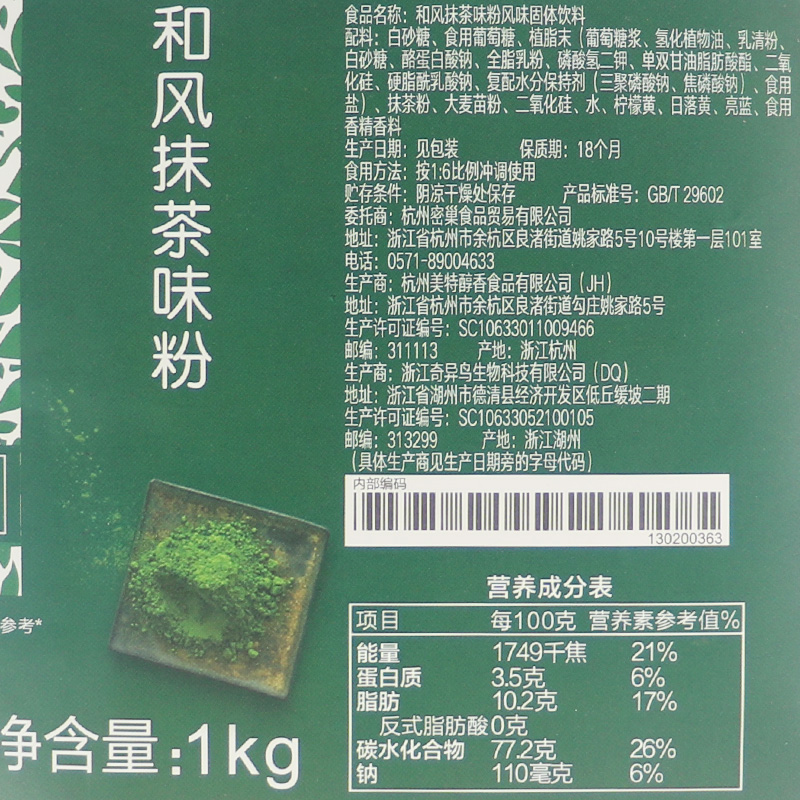 和风抹茶味粉
食品名称：和风抹茶味粉风味固体饮料
配料：白砂糖、食用葡萄糖、植脂末（葡萄糖浆、氢化植物油、乳清粉、
白砂糖、酪蛋白酸钠、全脂乳粉、磷酸氢二钾、单双甘油脂肪酸酯、二氧
化硅、硬脂酰乳酸钠、复配水分保持剂（三聚磷酸钠、焦磷酸钠）、食用
盐）、抹茶粉、大麦苗粉、二氧化硅、水、柠檬黄、日落黄、亮蓝、食用
香精香料
生产日期：见包装 保质期：18个月
食用方法：按1:6比例冲调使用
贮存条件：阴凉干燥处保存 产品标准号：GB/T 29602
委托商：杭州密巢食品贸易有限公司
地址：浙江省杭州市余杭区良渚街道姚家路5号10号楼第一层101室
电话：0571-89004633
生产商：杭州美特醇香食品有限公司（JH）
地址：浙江省杭州市余杭区良渚街道勾庄姚家路5号
生产许可证编号：SC10633011009466
邮编：311113 产地：浙江杭州
生产商：浙江奇异鸟生物科技有限公司（DQ）
地址：浙江省湖州市德清县经济开发区低丘缓坡二期
生产许可证编号：SC10633052100105
邮编：313299 产地：浙江湖州
（具体生产商见生产日期旁的字母代码）
内部编码
130200363
营养成分表
项目 每100克 营养素参考值%
能量 1749千焦 21%
蛋白质 3.5克 6%
脂肪 10.2克 17%
反式脂肪酸 0克
碳水化合物 77.2克 26%
钠 110毫克 6%
参考*
净含量:1kg